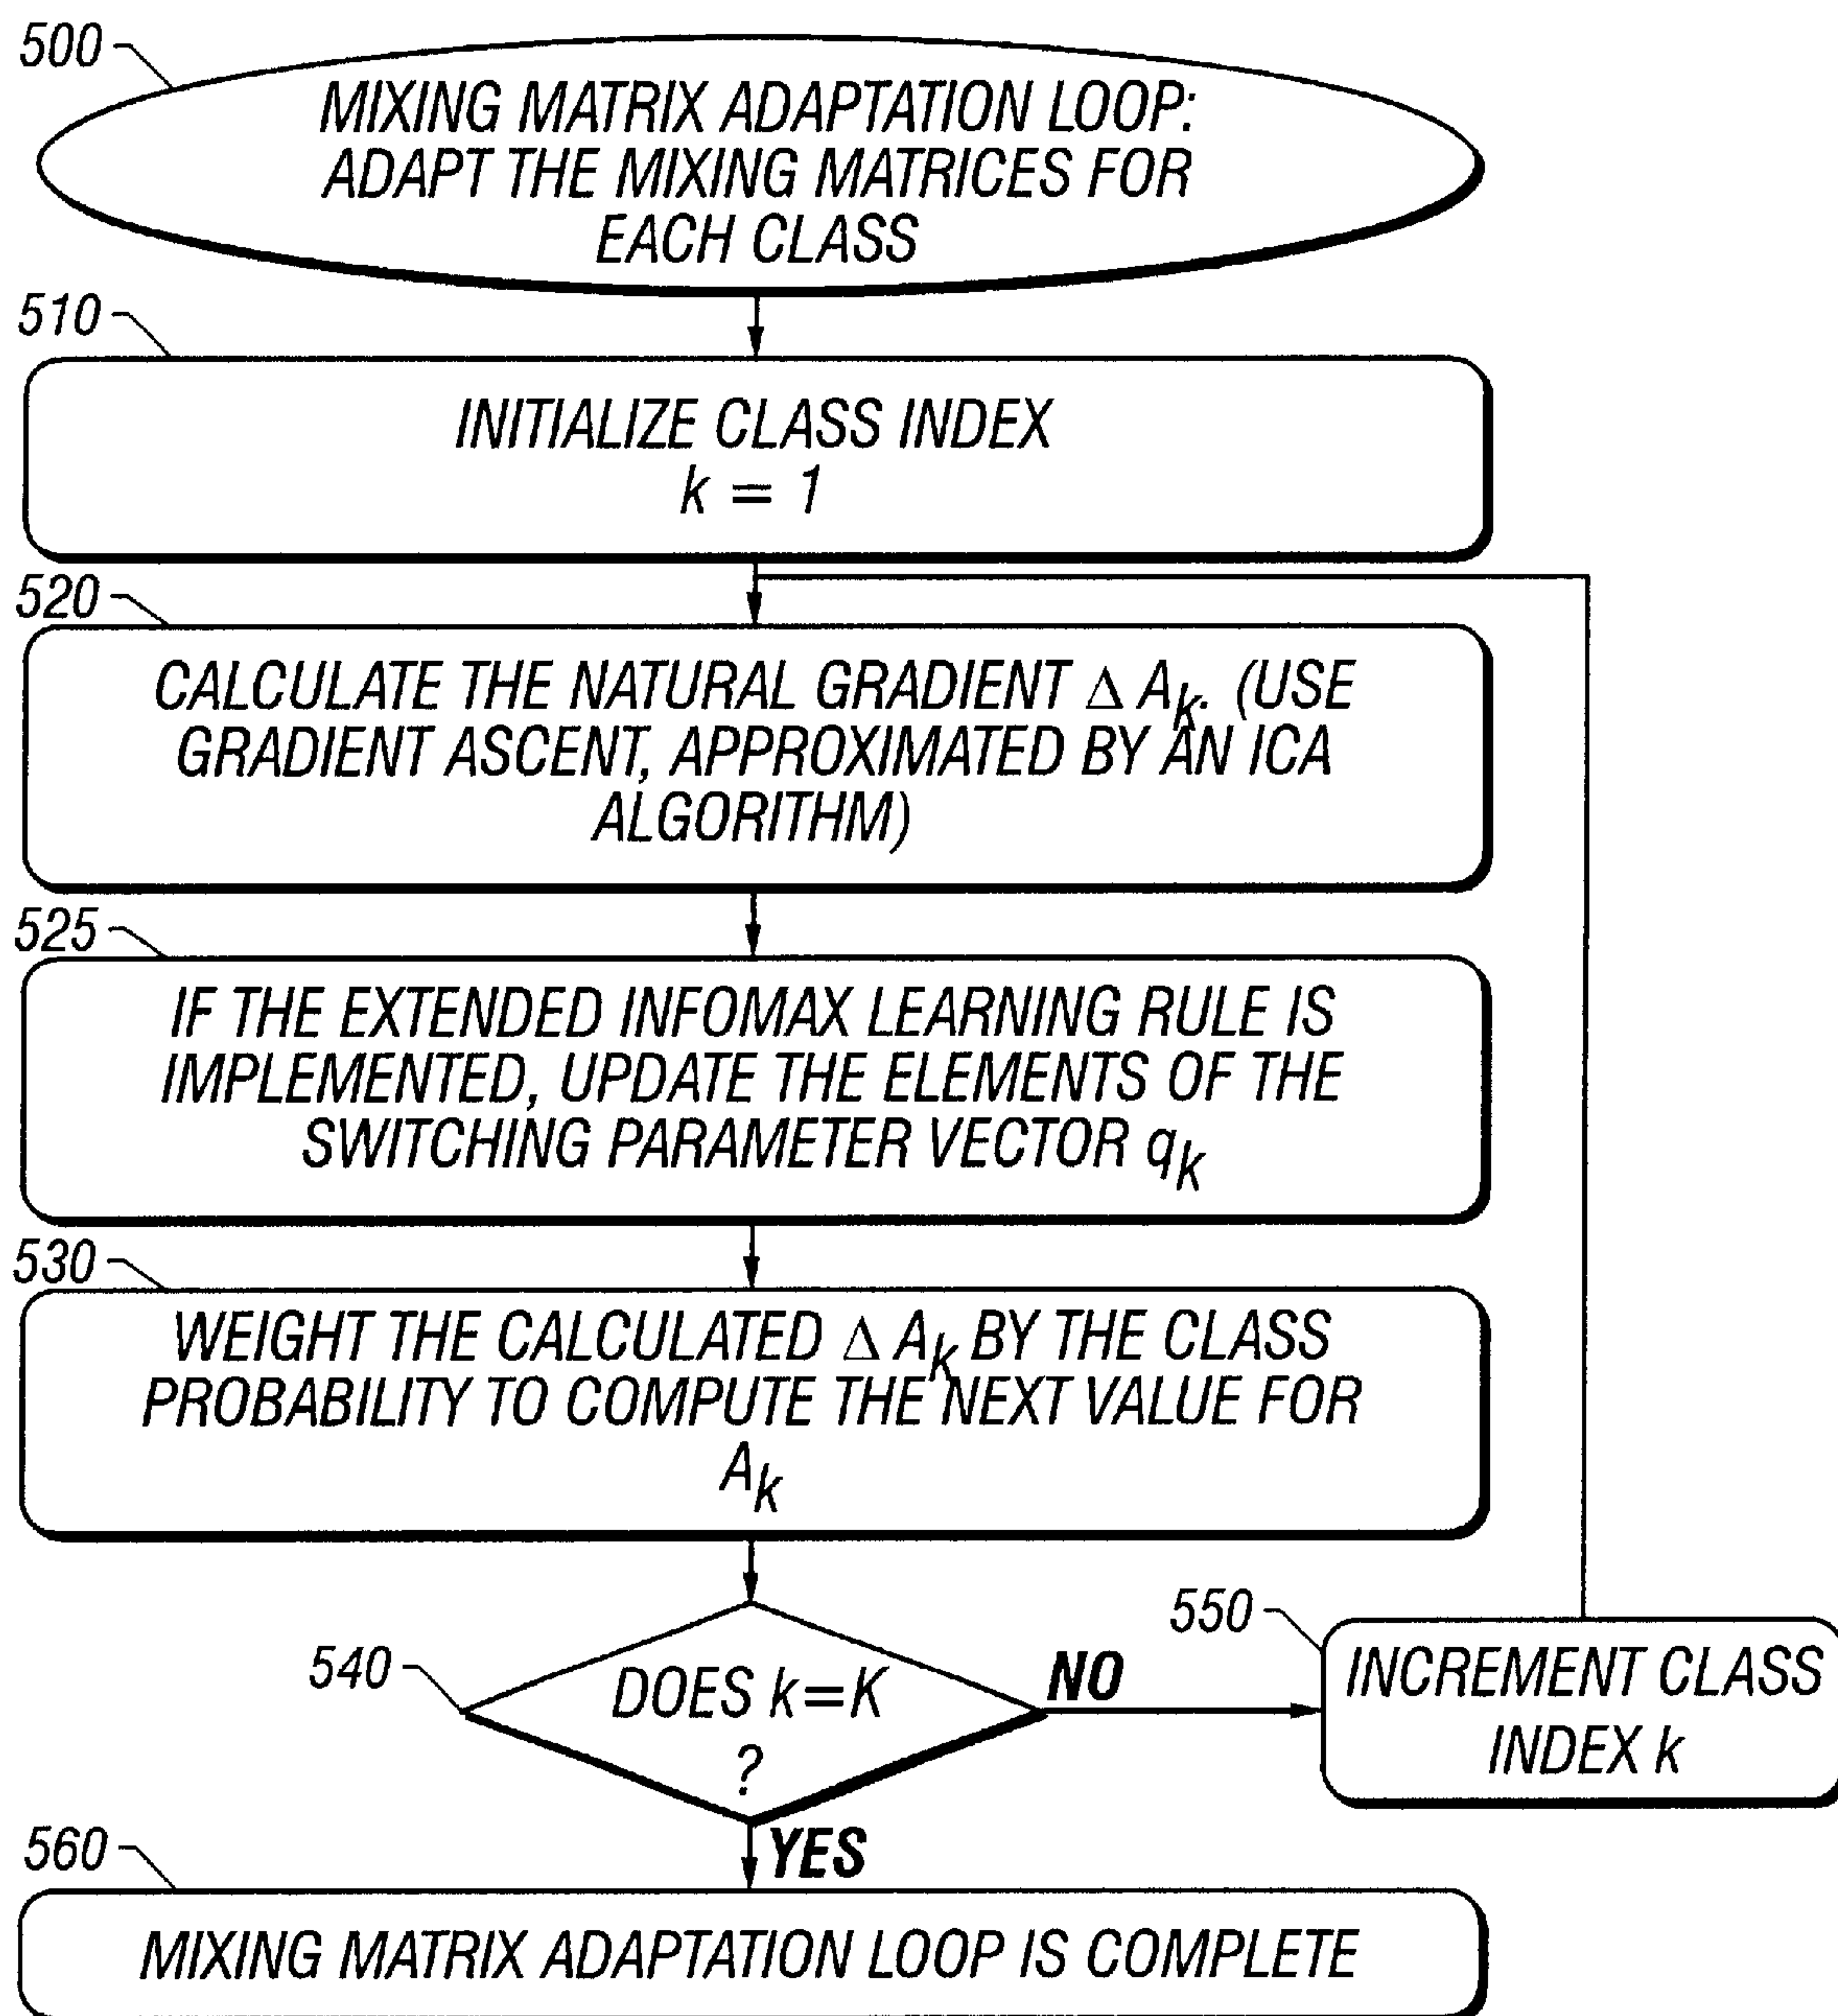 500
MIXING MATRIX ADAPTATION LOOP:
ADAPT THE MIXING MATRICES FOR
EACH CLASS
510
INITIALIZE CLASS INDEX
k = 1
520
CALCULATE THE NATURAL GRADIENT Δ Ak. (USE
GRADIENT ASCENT, APPROXIMATED BY AN ICA
ALGORITHM)
525
IF THE EXTENDED INFOMAX LEARNING RULE IS
IMPLEMENTED, UPDATE THE ELEMENTS OF THE
SWITCHING PARAMETER VECTOR qk
530
WEIGHT THE CALCULATED Δ Ak BY THE CLASS
PROBABILITY TO COMPUTE THE NEXT VALUE FOR
Ak
540
DOES k=K
?
NO
550
INCREMENT CLASS
INDEX k
YES
560
MIXING MATRIX ADAPTATION LOOP IS COMPLETE